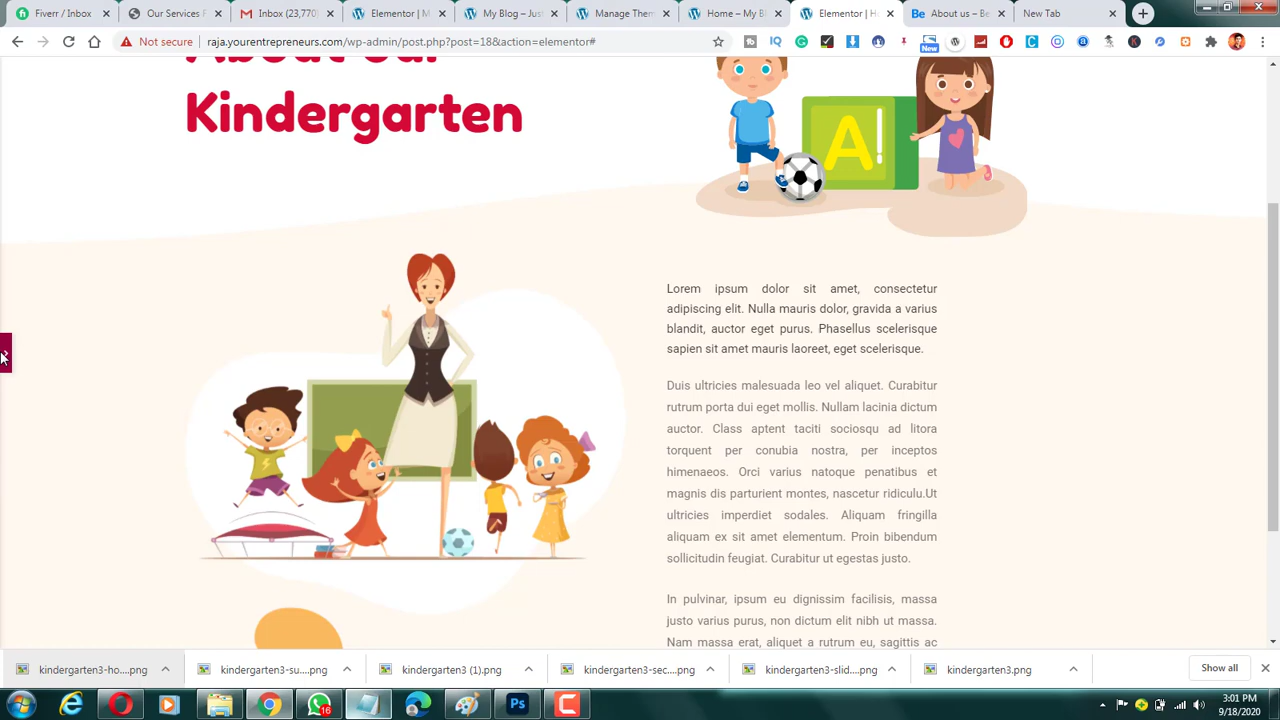 Fiverr / Inbox
Our Services F
Inbox (23,770)
Elementor | M
My Blog – Jus
Manage Them
Home – My Bl
Elementor | H
About us – Be
New Tab
Not secure
raja.yourentrepreneurs.com/wp-admin/post.php?post=188&action=elementor#
New
About Our
Kindergarten
A
Lorem ipsum dolor sit amet, consectetur
adipiscing elit. Nulla mauris dolor, gravida a varius
blandit, auctor eget purus. Phasellus scelerisque
sapien sit amet mauris laoreet, eget scelerisque.
Duis ultricies malesuada leo vel aliquet. Curabitur
rutrum porta dui eget mollis. Nullam lacinia dictum
auctor. Class aptent taciti sociosqu ad litora
torquent per conubia nostra, per inceptos
himenaeos. Orci varius natoque penatibus et
magnis dis parturient montes, nascetur ridiculu.Ut
ultricies imperdiet sodales. Aliquam fringilla
aliquam ex sit amet elementum. Proin bibendum
sollicitudin feugiat. Curabitur ut egestas justo.
In pulvinar, ipsum eu dignissim facilisis, massa
justo varius purus, non dictum elit nibh ut massa.
Nam massa erat, aliquet a rutrum eu, sagittis ac
kindergarten3-ho....png
kindergarten3-su....png
kindergarten3 (1).png
kindergarten3-sec....png
kindergarten3-slid....png
kindergarten3.png
Show all
16
3:01 PM
9/18/2020